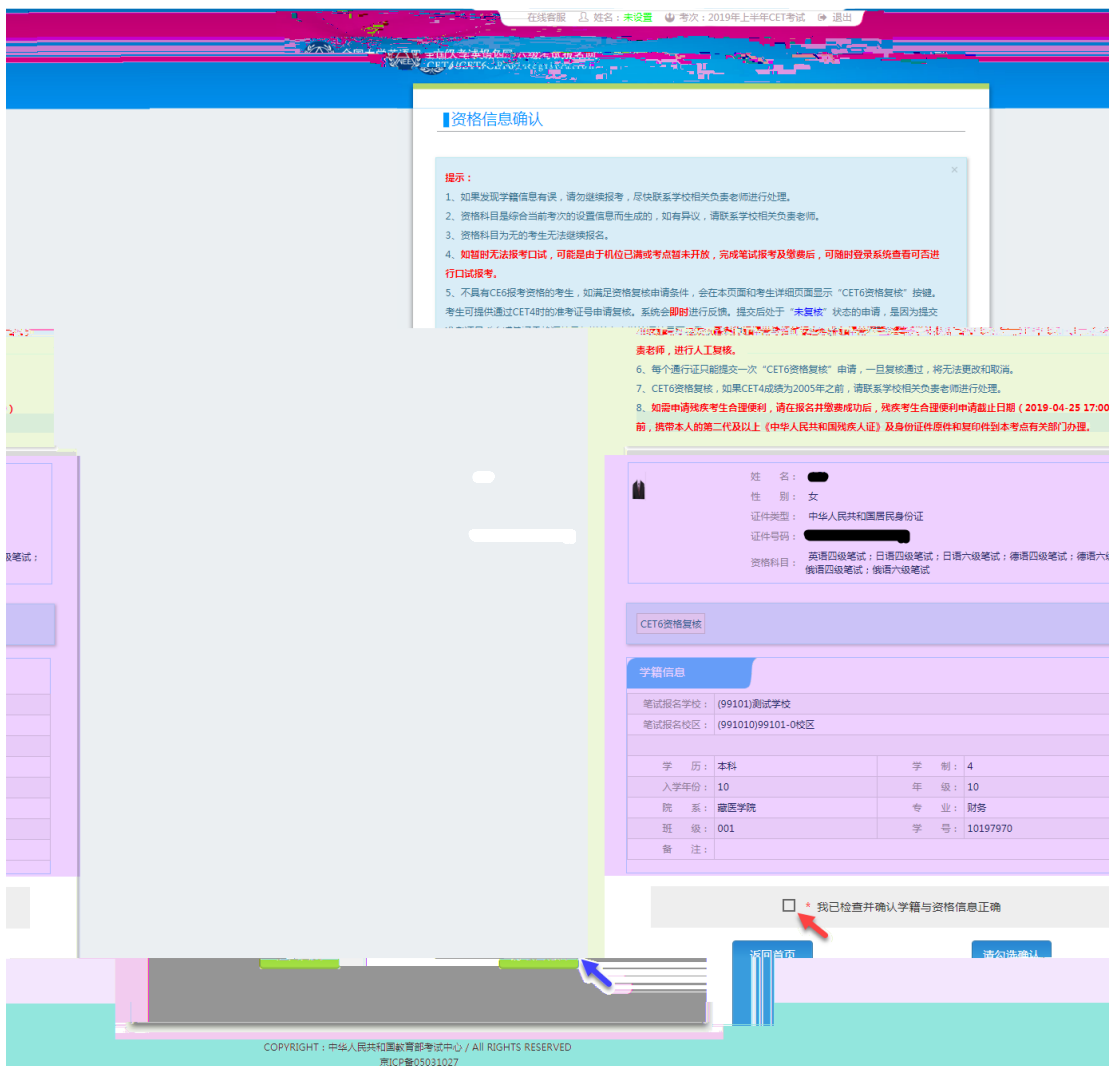 在线客服 姓名：未设置 考次：2019年上半年CET考试 退出
资格信息确认
提示：
1、如果发现学籍信息有误，请勿继续报考，尽快联系学校相关负责老师进行处理。
2、资格科目是综合当前考次的设置信息而生成的，如有异议，请联系学校相关负责老师。
3、资格科目为无的考生无法继续报名。
4、如暂时无法报考口试，可能是由于机位已满或考点暂未开放，完成笔试报考及缴费后，可随时登录系统查看可否进
行口试报考。
5、不具有CE6报考资格的考生，如满足资格复核申请条件，会在本页面和考生详细页面显示“CET6资格复核”按键。
考生可提供通过CET4时的准考证号申请复核。系统会即时进行反馈。提交后处于“未复核”状态的申请，是因为提交
责老师，进行人工复核。
6、每个通行证只能提交一次“CET6资格复核”申请，一旦复核通过，将无法更改和取消。
7、CET6资格复核，如果CET4成绩为2005年之前，请联系学校相关负责老师进行处理。
8、如需申请残疾考生合理便利，请在报名并缴费成功后，残疾考生合理便利申请截止日期（2019-04-25 17:00
）
前，携带本人的第二代及以上《中华人民共和国残疾人证》及身份证件原件和复印件到本考点有关部门办理。
姓 名：
性 别： 女
证件类型： 中华人民共和国居民身份证
证件号码：
资格科目： 英语四级笔试；日语四级笔试；日语六级笔试；德语四级笔试；德语六级笔试；
俄语四级笔试；俄语六级笔试
CET6资格复核
学籍信息
笔试报名学校： (99101)测试学校
笔试报名校区： (991010)99101-0校区
学 历： 本科 学 制： 4
入学年份： 10 年 级： 10
院 系： 藏医学院 专 业： 财务
班 级： 001 学 号： 10197970
备 注：
* 我已检查并确认学籍与资格信息正确
返回首页 请勾选确认
COPYRIGHT：中华人民共和国教育部考试中心 / All RIGHTS RESERVED
京ICP备05031027